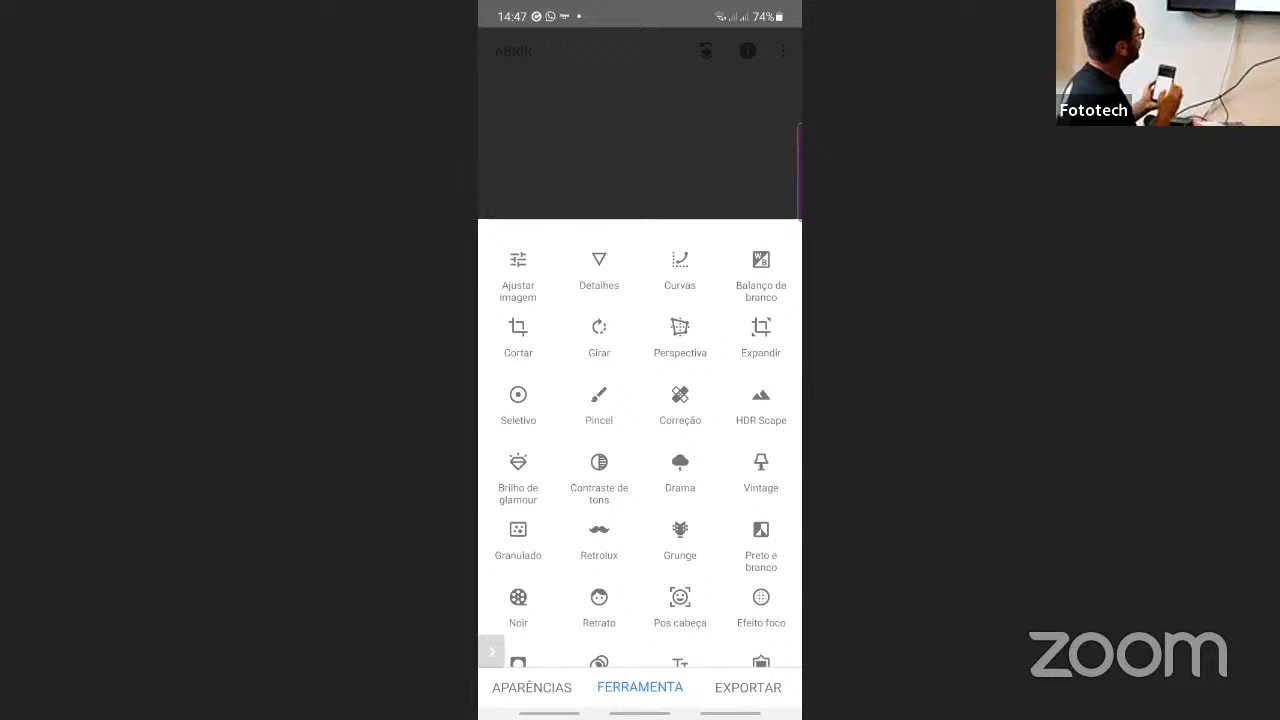 14:47
74%
ABRIR
Fototech
Ajustar imagem
Detalhes
Curvas
Balanço de branco
Cortar
Girar
Perspectiva
Expandir
Seletivo
Pincel
Correção
HDR Scape
Brilho de glamour
Contraste de tons
Drama
Vintage
Granulado
Retrolux
Grunge
Preto e branco
Noir
Retrato
Pos cabeça
Efeito foco
APARÊNCIAS
FERRAMENTA
EXPORTAR
zoom